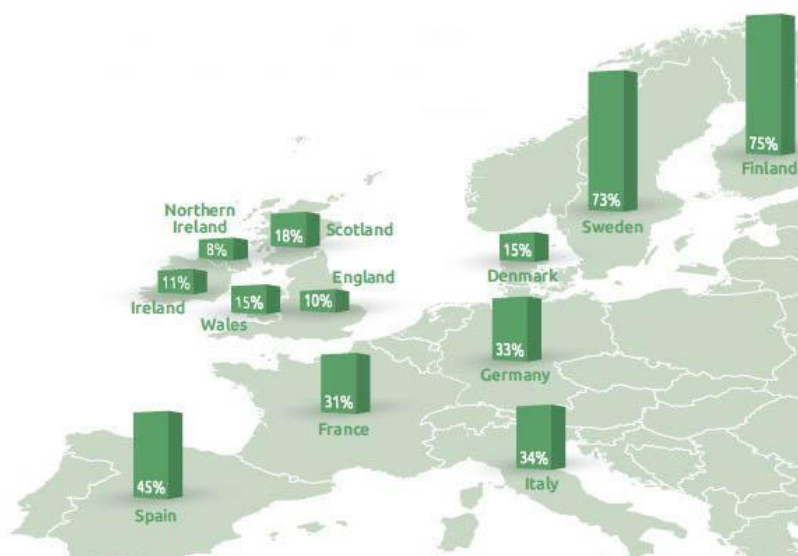 75%
Finland
73%
Sweden
Northern
Ireland
8%
18%
Scotland
15%
Denmark
11%
Ireland
15%
Wales
England
10%
33%
Germany
31%
France
34%
Italy
45%
Spain